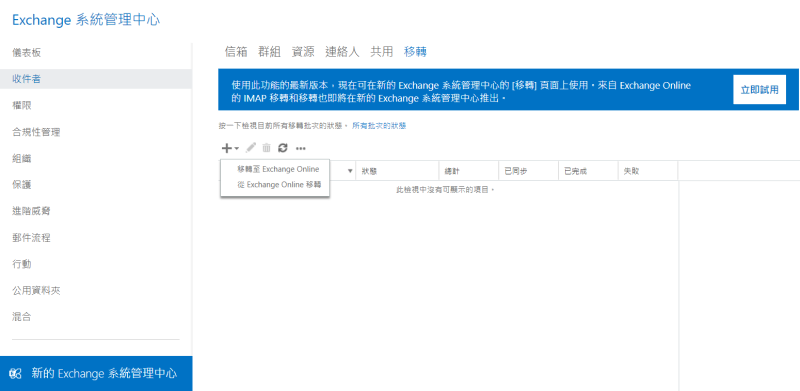 Exchange 系統管理中心
儀表板
收件者
權限
合規性管理
組織
保護
進階威脅
郵件流程
行動
公用資料夾
混合
新的 Exchange 系統管理中心
信箱 群組 資源 連絡人 共用 移轉
使用此功能的最新版本，現在可在新的 Exchange 系統管理中心的 [移轉] 頁面上使用。來自 Exchange Online
的 IMAP 移轉和移轉也即將在新的 Exchange 系統管理中心推出。
立即試用
按一下檢視目前所有移轉批次的狀態。 所有批次的狀態
移轉至 Exchange Online
從 Exchange Online 移轉
狀態 總計 已同步 已完成 失敗
此檢視中沒有可顯示的項目。